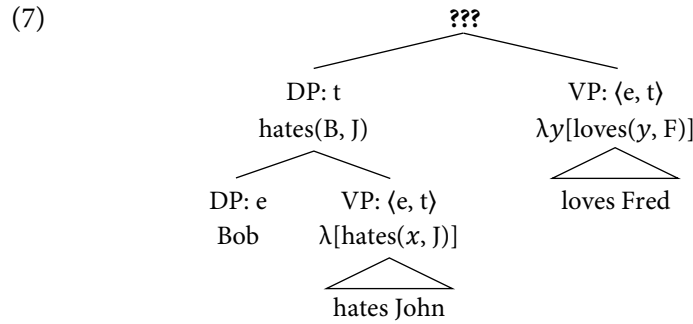 (7)
???
DP: t VP: ⟨e, t⟩
hates(B, J) λy[loves(y, F)]
DP: e VP: ⟨e, t⟩ loves Fred
Bob λ[hates(x, J)]
hates John